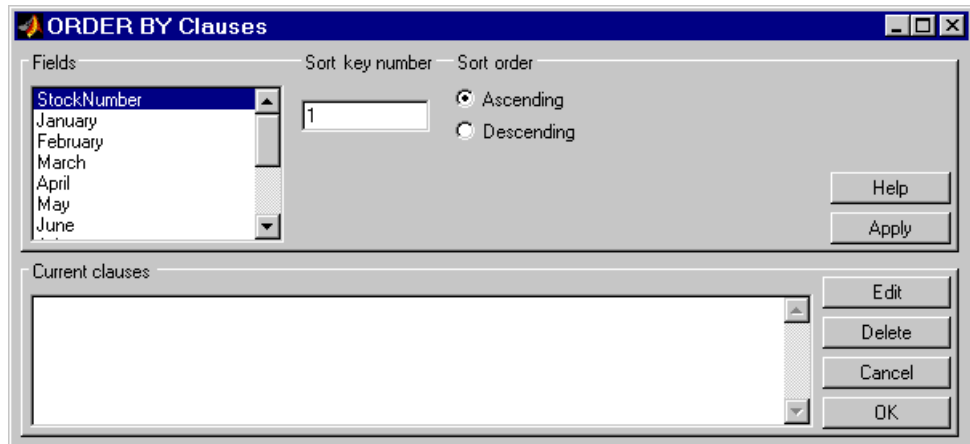 ORDER BY Clauses
Fields
Sort key number
Sort order
StockNumber
January
February
March
April
May
June
1
Ascending
Descending
Help
Apply
Current clauses
Edit
Delete
Cancel
OK